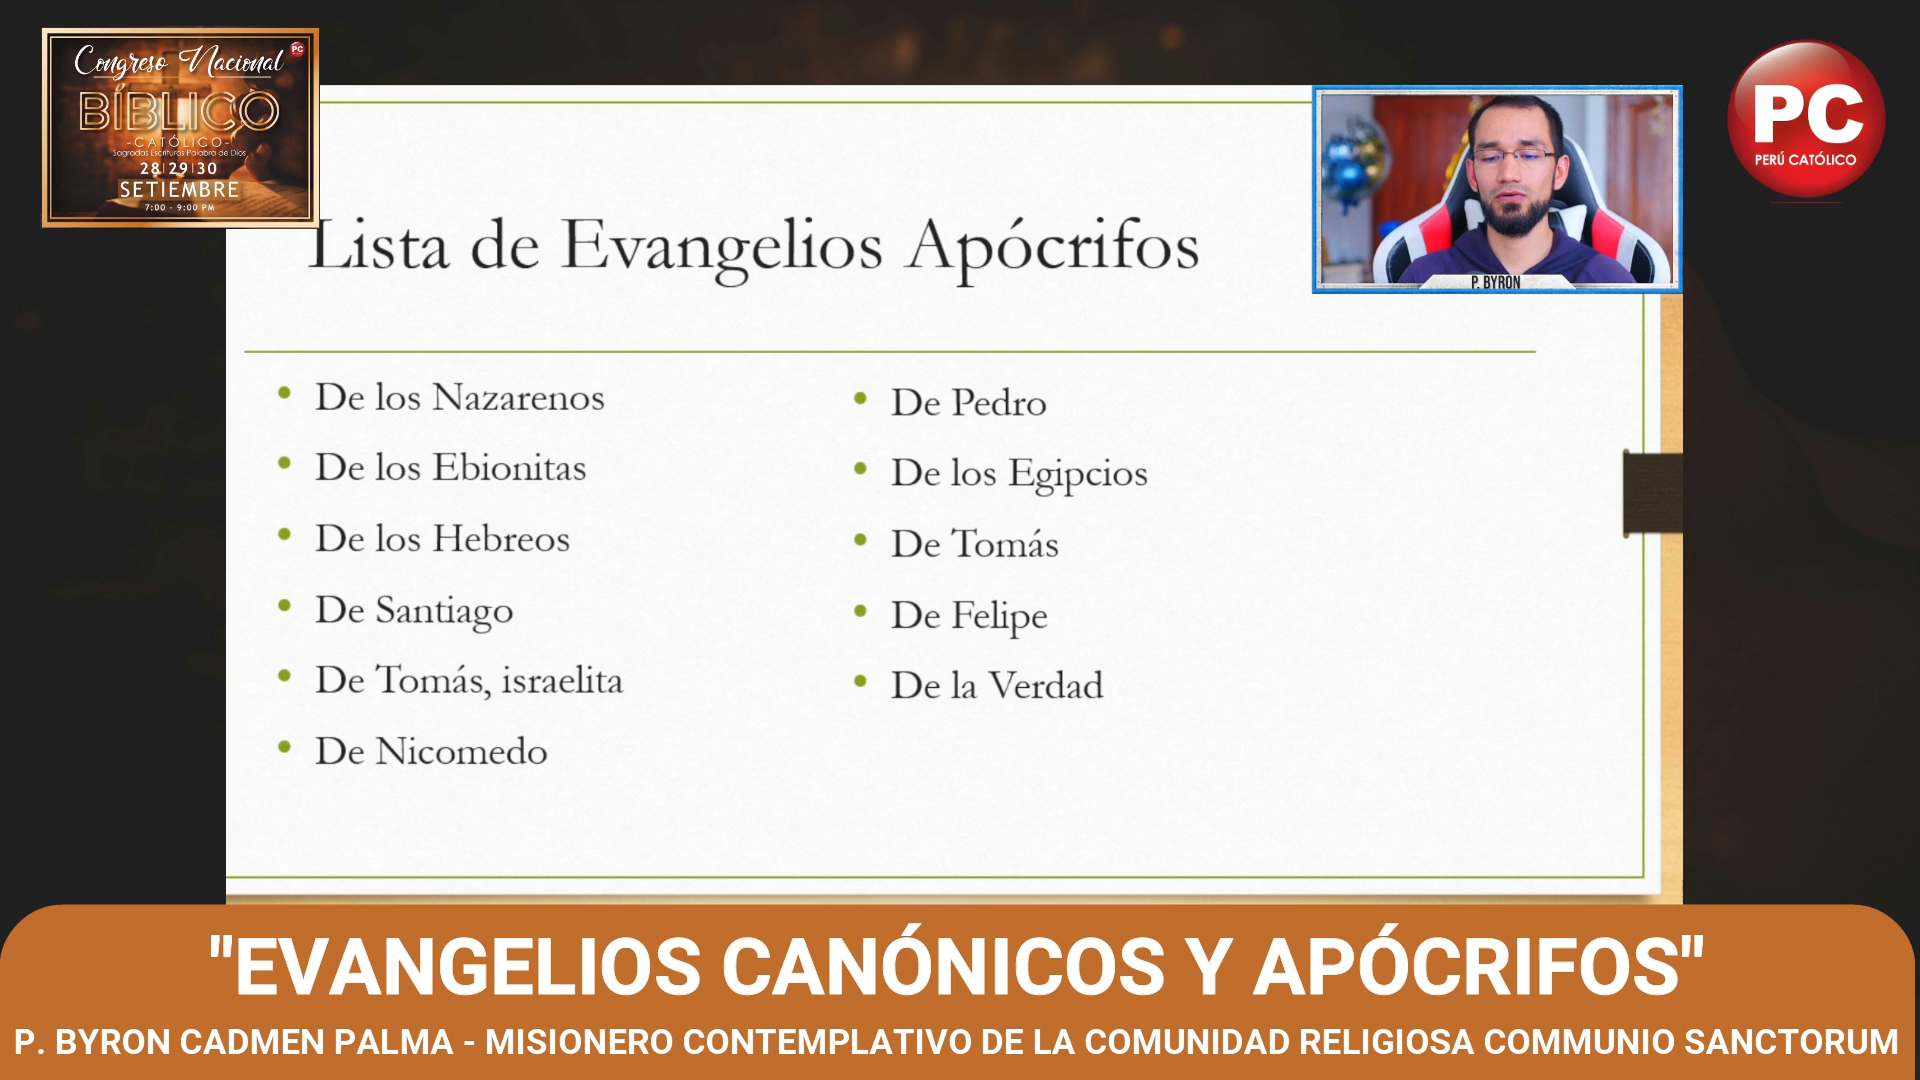 Congreso Nacional
PC
BÍBLICO
-CATÓLICO-
Sagradas Escrituras Palabra de Dios
28|29|30
SETIEMBRE
7:00 - 9:00 PM
PC
PERÚ CATÓLICO
P. BYRON
Lista de Evangelios Apócrifos
De los Nazarenos
De los Ebionitas
De los Hebreos
De Santiago
De Tomás, israelita
De Nicomedo
De Pedro
De los Egipcios
De Tomás
De Felipe
De la Verdad
"EVANGELIOS CANÓNICOS Y APÓCRIFOS"
P. BYRON CADMEN PALMA - MISIONERO CONTEMPLATIVO DE LA COMUNIDAD RELIGIOSA COMMUNIO SANCTORUM